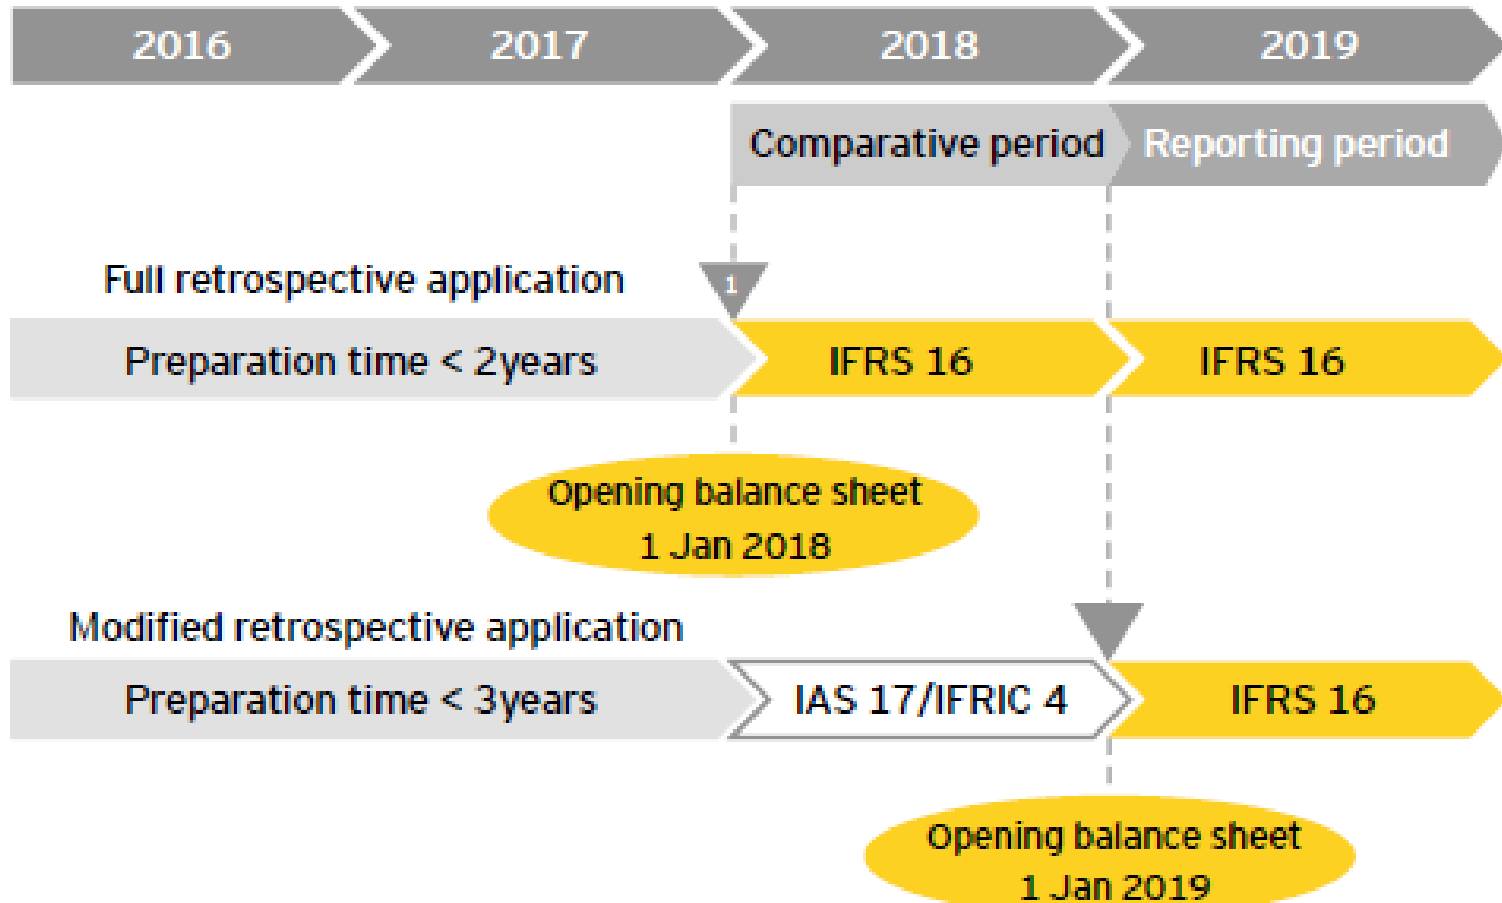 2016 2017 2018 2019
Comparative period Reporting period
Full retrospective application
1
Preparation time < 2years IFRS 16 IFRS 16
Opening balance sheet
1 Jan 2018
Modified retrospective application
Preparation time < 3years IAS 17/IFRIC 4 IFRS 16
Opening balance sheet
1 Jan 2019